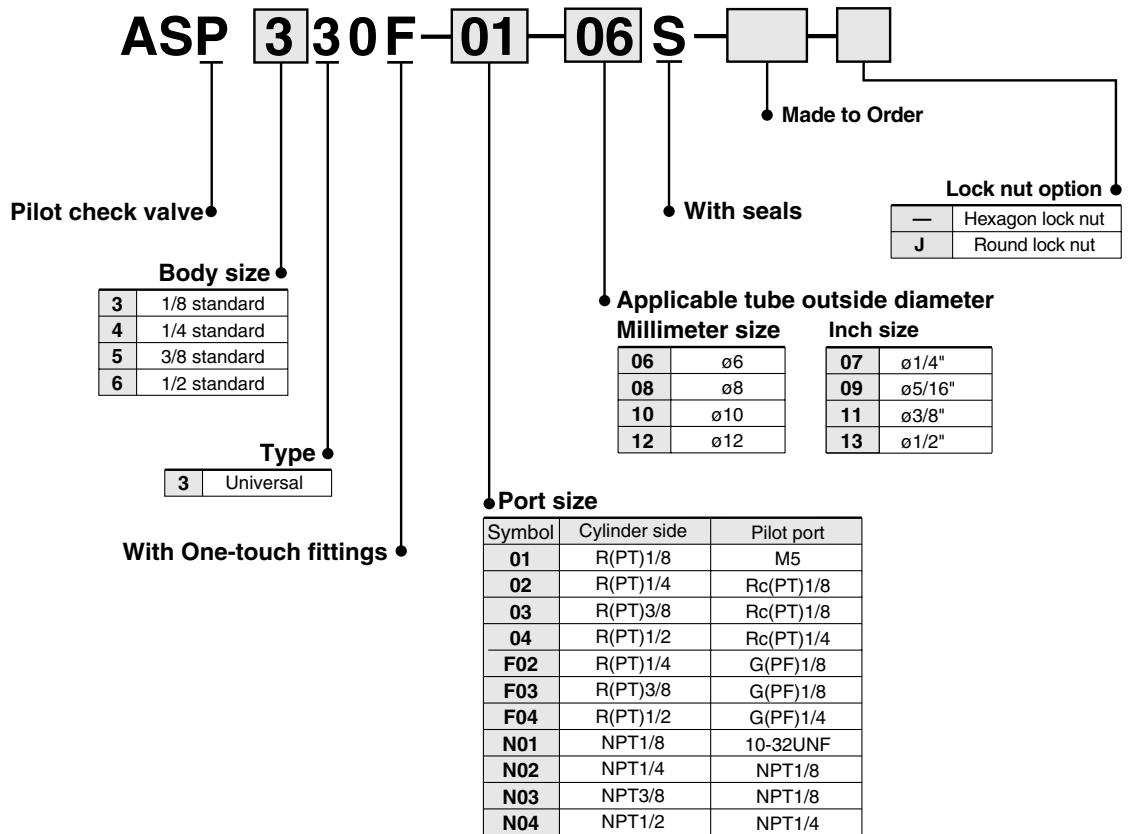 ASP 3 3 0 F-01-06 S-
Made to Order
Lock nut option
— Hexagon lock nut
J Round lock nut
Pilot check valve
With seals
Body size
3 1/8 standard
4 1/4 standard
5 3/8 standard
6 1/2 standard
Applicable tube outside diameter
Millimeter size
06 ø6
08 ø8
10 ø10
12 ø12
Inch size
07 ø1/4"
09 ø5/16"
11 ø3/8"
13 ø1/2"
Type
3 Universal
With One-touch fittings
Port size
Symbol Cylinder side Pilot port
01 R(PT)1/8 M5
02 R(PT)1/4 Rc(PT)1/8
03 R(PT)3/8 Rc(PT)1/8
04 R(PT)1/2 Rc(PT)1/4
F02 R(PT)1/4 G(PF)1/8
F03 R(PT)3/8 G(PF)1/8
F04 R(PT)1/2 G(PF)1/4
N01 NPT1/8 10-32UNF
N02 NPT1/4 NPT1/8
N03 NPT3/8 NPT1/8
N04 NPT1/2 NPT1/4